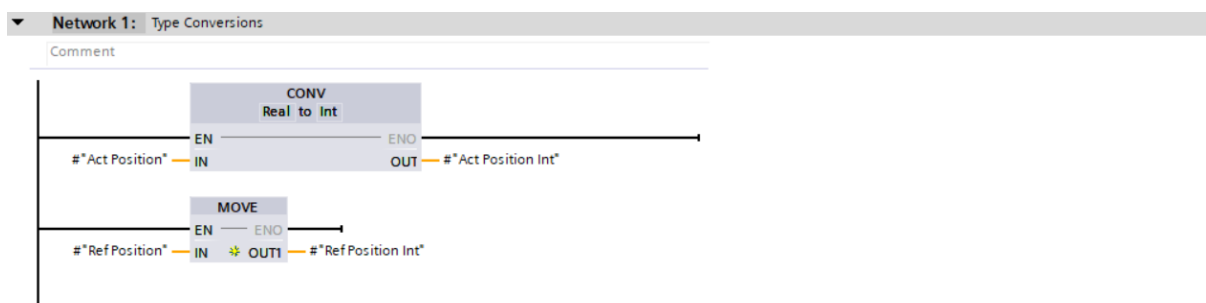 Network 1: Type Conversions
Comment
CONV
Real to Int
EN ENO
#"Act Position" IN OUT #"Act Position Int"
MOVE
EN ENO
#"Ref Position" IN OUT1 #"Ref Position Int"